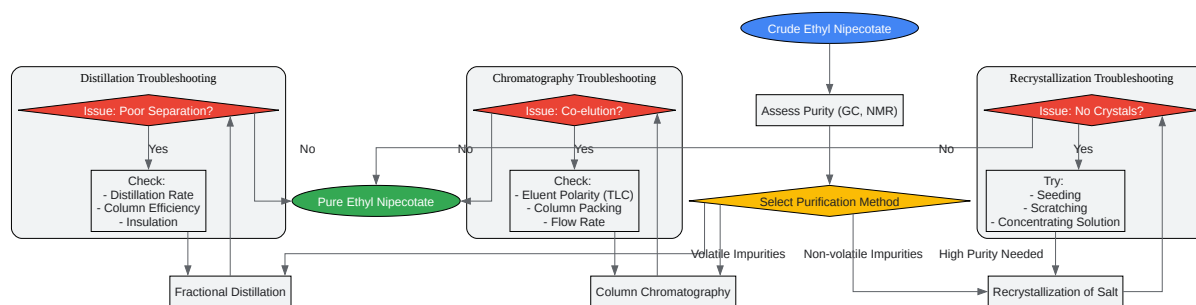 Crude Ethyl Nipecotate
Distillation Troubleshooting
Chromatography Troubleshooting
Recrystallization Troubleshooting
Issue: Poor Separation?
Issue: Co-elution?
Assess Purity (GC, NMR)
Issue: No Crystals?
Yes
No
No
Yes
No
Yes
Check:
- Distillation Rate
- Column Efficiency
- Insulation
Pure Ethyl Nipecotate
Check:
- Eluent Polarity (TLC)
- Column Packing
- Flow Rate
Select Purification Method
Try:
- Seeding
- Scratching
- Concentrating Solution
Volatile Impurities
Non-volatile Impurities
High Purity Needed
Fractional Distillation
Column Chromatography
Recrystallization of Salt